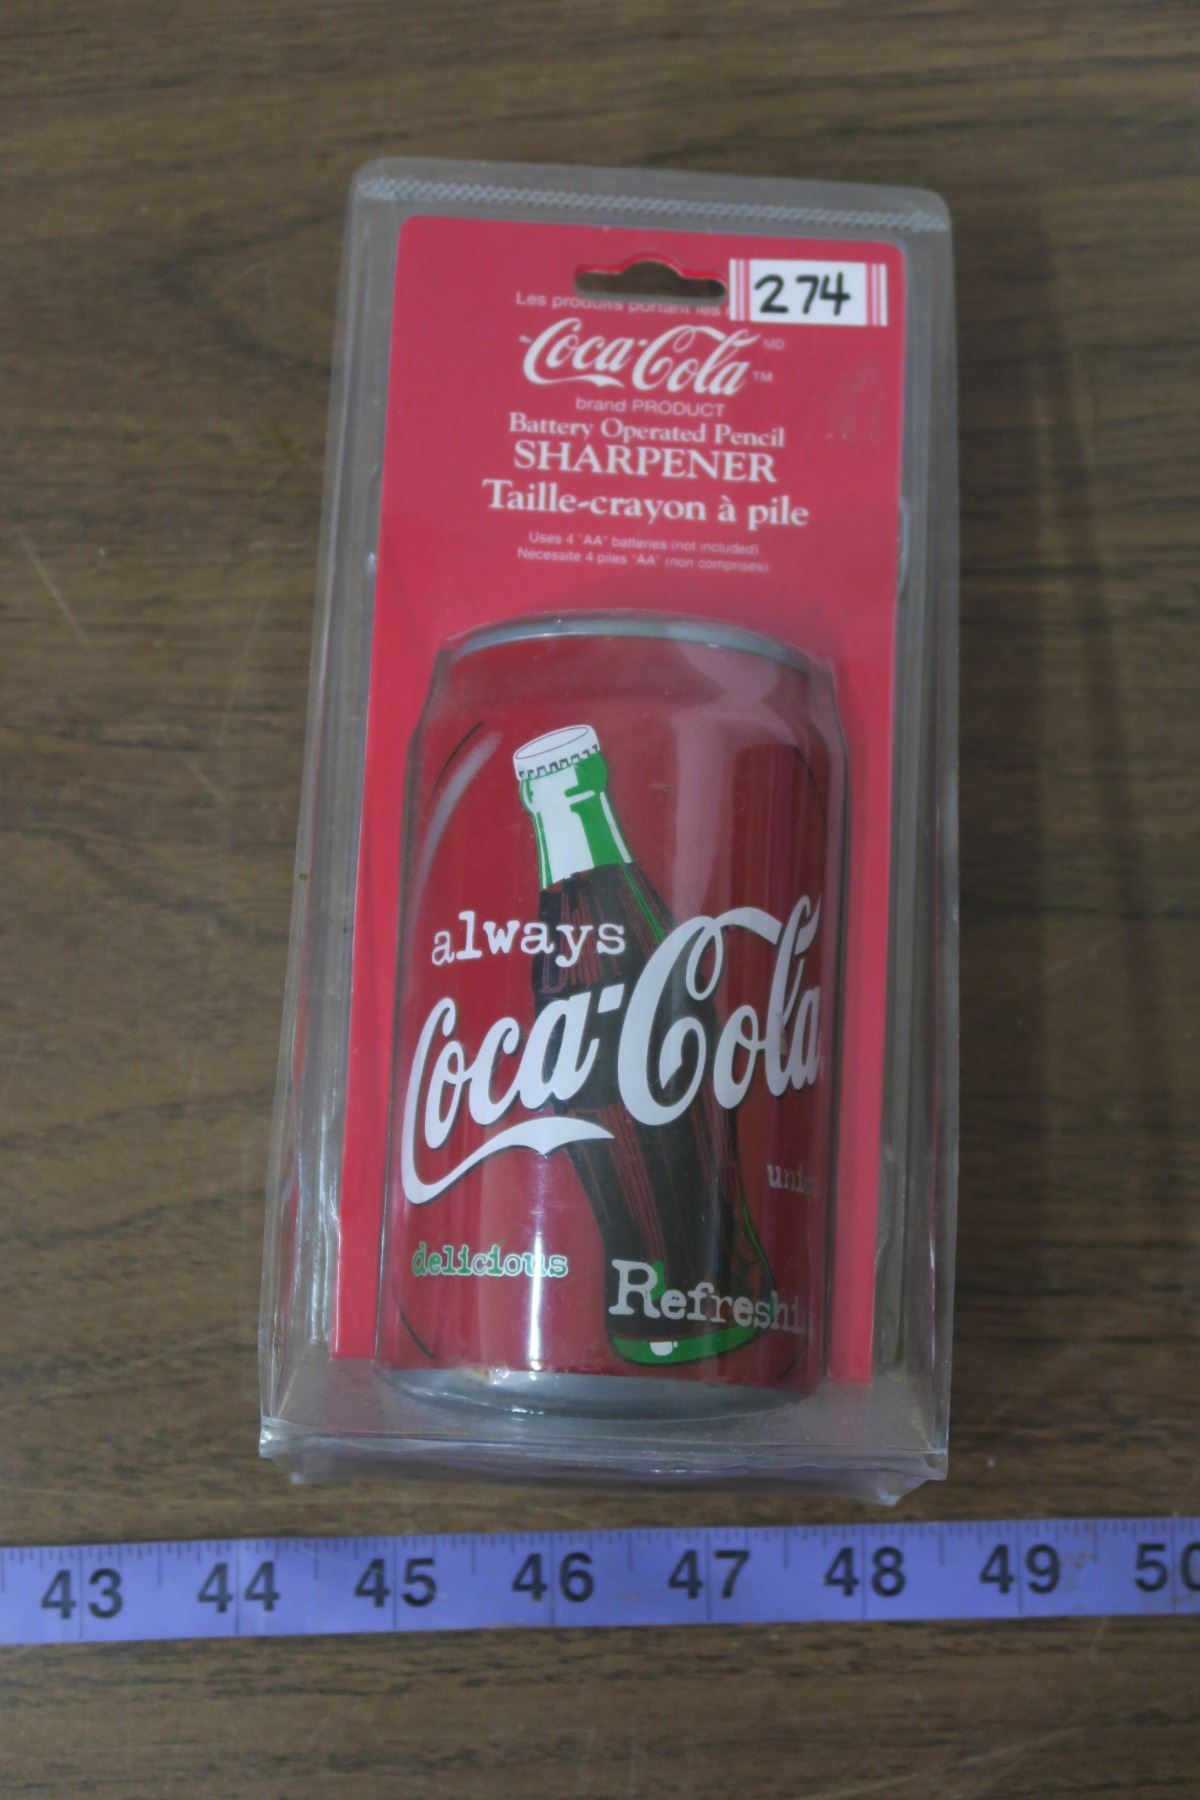 274
Les produits portant les
Coca-Cola MD
TM
brand PRODUCT
Battery Operated Pencil
SHARPENER
Taille-crayon à pile
Uses 4 "AA" batteries (not included)
Necessite 4 piles "AA" (non comprises)
always
Coca-Cola
delicious
43 44 45 46 47 48 49 50